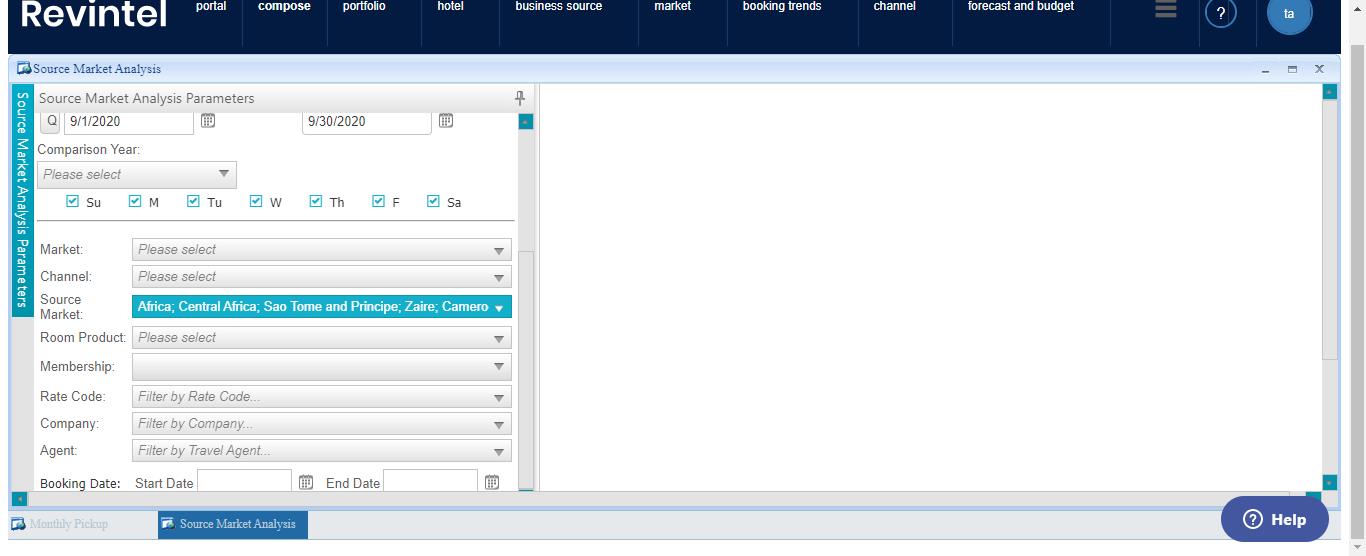 Revintel portal compose portfolio hotel business source market booking trends channel forecast and budget ? ta
Source Market Analysis
Source Market Analysis Parameters
Source Market Analysis Parameters
Q 9/1/2020 9/30/2020
Comparison Year:
Please select
Su M Tu W Th F Sa
Market: Please select
Channel: Please select
Source Market: Africa; Central Africa; Sao Tome and Principe; Zaire; Camero
Room Product: Please select
Membership:
Rate Code: Filter by Rate Code...
Company: Filter by Company...
Agent: Filter by Travel Agent...
Booking Date: Start Date End Date
Monthly Pickup Source Market Analysis
? Help